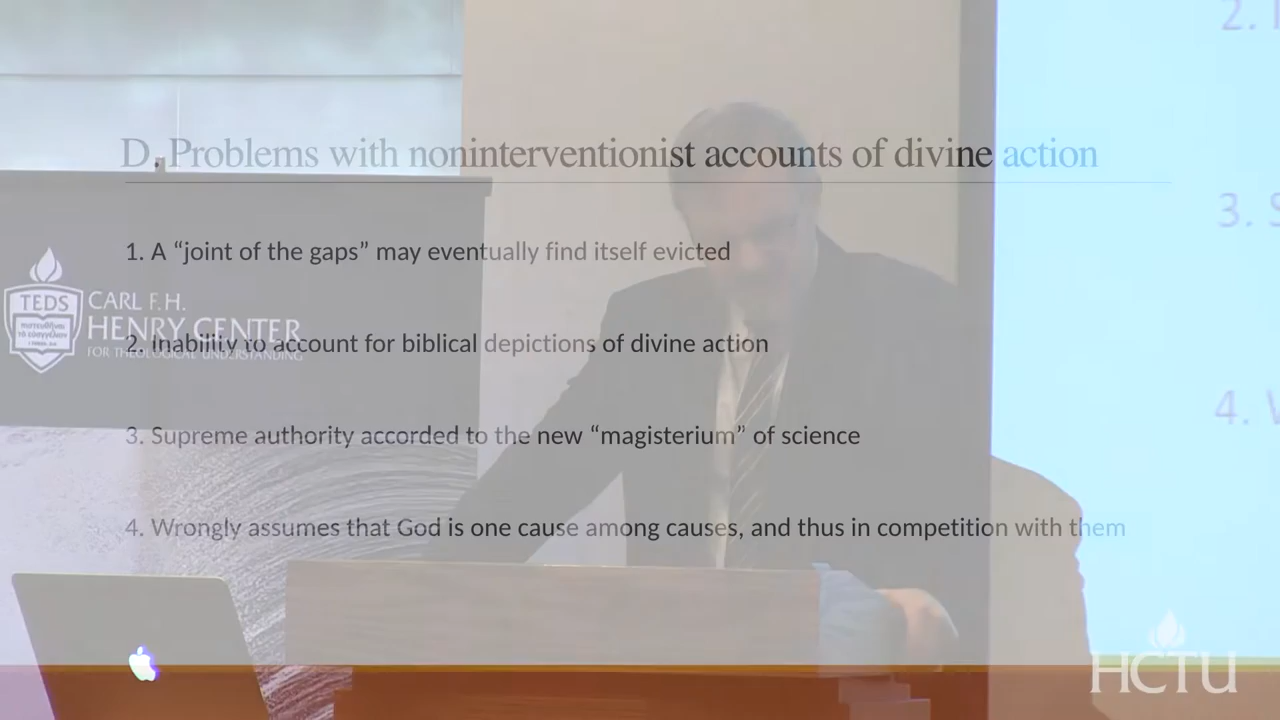 D. Problems with noninterventionist accounts of divine action
1. A “joint of the gaps” may eventually find itself evicted
2. Inability to account for biblical depictions of divine action
3. Supreme authority accorded to the new “magisterium” of science
4. Wrongly assumes that God is one cause among causes, and thus in competition with them
TEDS
CARL F.H.
HENRY CENTER
FOR THEOLOGICAL UNDERSTANDING
2.
3. S
4.
HCTU